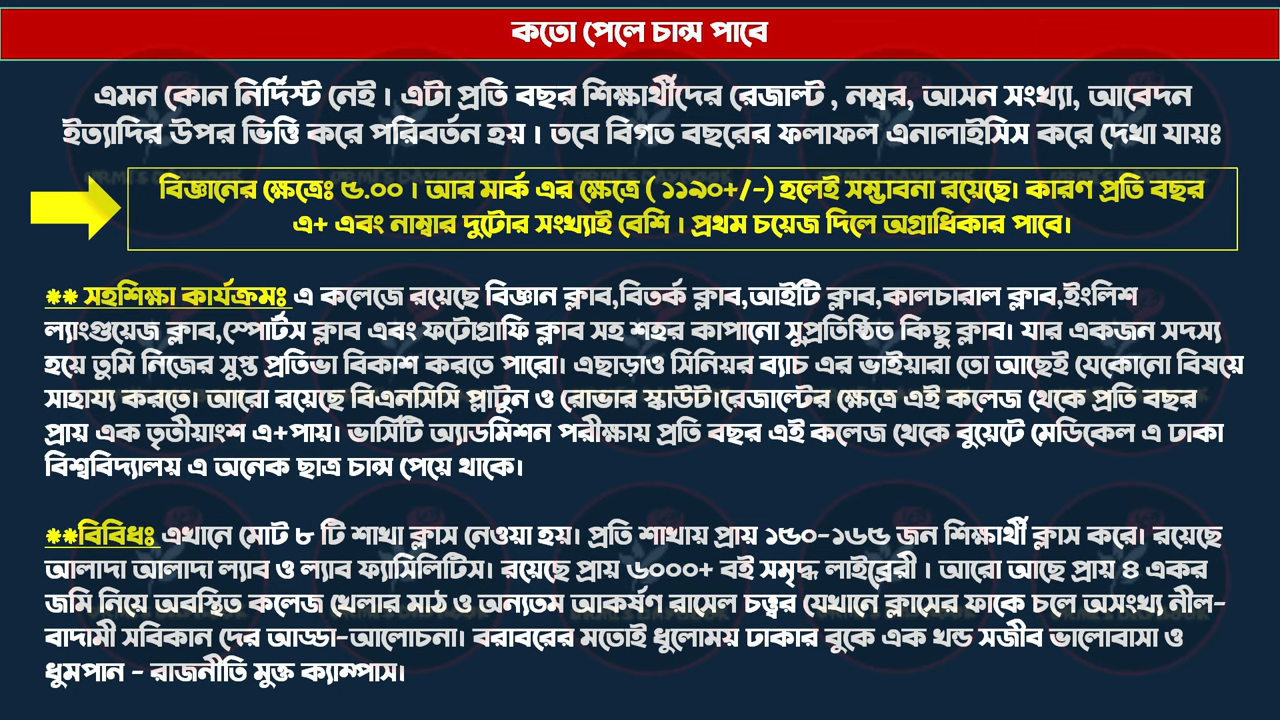 কতো পেলে চান্স পাবে
এমন কোন নির্দিস্ট নেই। এটা প্রতি বছর শিক্ষার্থীদের রেজাল্ট, নম্বর, আসন সংখ্যা, আবেদন
ইত্যাদির উপর ভিত্তি করে পরিবর্তন হয়। তবে বিগত বছরের ফলাফল এনালাইসিস করে দেখা যায়ঃ
বিজ্ঞানের ক্ষেত্রেঃ ৫.০০। আর মার্ক এর ক্ষেত্রে (১১৯০+/-) হলেই সম্ভাবনা রয়েছে। কারণ প্রতি বছর
এ+ এবং নাম্বার দুটোর সংখ্যাই বেশি। প্রথম চয়েজ দিলে অগ্রাধিকার পাবে।
** সহশিক্ষা কার্যক্রমঃ এ কলেজে রয়েছে বিজ্ঞান ক্লাব,বিতর্ক ক্লাব,আইটি ক্লাব,কালচারাল ক্লাব,ইংলিশ
ল্যাংগুয়েজ ক্লাব,স্পোর্টস ক্লাব এবং ফটোগ্রাফি ক্লাব সহ শহর কাপানো সুপ্রতিষ্ঠিত কিছু ক্লাব। যার একজন সদস্য
হয়ে তুমি নিজের সুপ্ত প্রতিভা বিকাশ করতে পারো। এছাড়াও সিনিয়র ব্যাচ এর ভাইয়ারা তো আছেই যেকোনো বিষয়ে
সাহায্য করতে। আরো রয়েছে বিএনসিসি প্লাটুন ও রোভার স্কাউট।রেজাল্টের ক্ষেত্রে এই কলেজ থেকে প্রতি বছর
প্রায় এক তৃতীয়াংশ এ+পায়। ভার্সিটি অ্যাডমিশন পরীক্ষায় প্রতি বছর এই কলেজ থেকে বুয়েটে মেডিকেল এ ঢাকা
বিশ্ববিদ্যালয় এ অনেক ছাত্র চান্স পেয়ে থাকে।
**বিবিধঃ এখানে মোট ৮ টি শাখা ক্লাস নেওয়া হয়। প্রতি শাখায় প্রায় ১৫০-১৬৫ জন শিক্ষার্থী ক্লাস করে। রয়েছে
আলাদা আলাদা ল্যাব ও ল্যাব ফ্যাসিলিটিস। রয়েছে প্রায় ৬০০০+ বই সমৃদ্ধ লাইব্রেরী। আরো আছে প্রায় ৪ একর
জমি নিয়ে অবস্থিত কলেজ খেলার মাঠ ও অন্যতম আকর্ষণ রাসেল চত্ত্বর যেখানে ক্লাসের ফাকে চলে অসংখ্য নীল-
বাদামী সবিকান দের আড্ডা-আলোচনা। বরাবরের মতোই ধুলোময় ঢাকার বুকে এক খন্ড সজীব ভালোবাসা ও
ধুমপান - রাজনীতি মুক্ত ক্যাম্পাস।